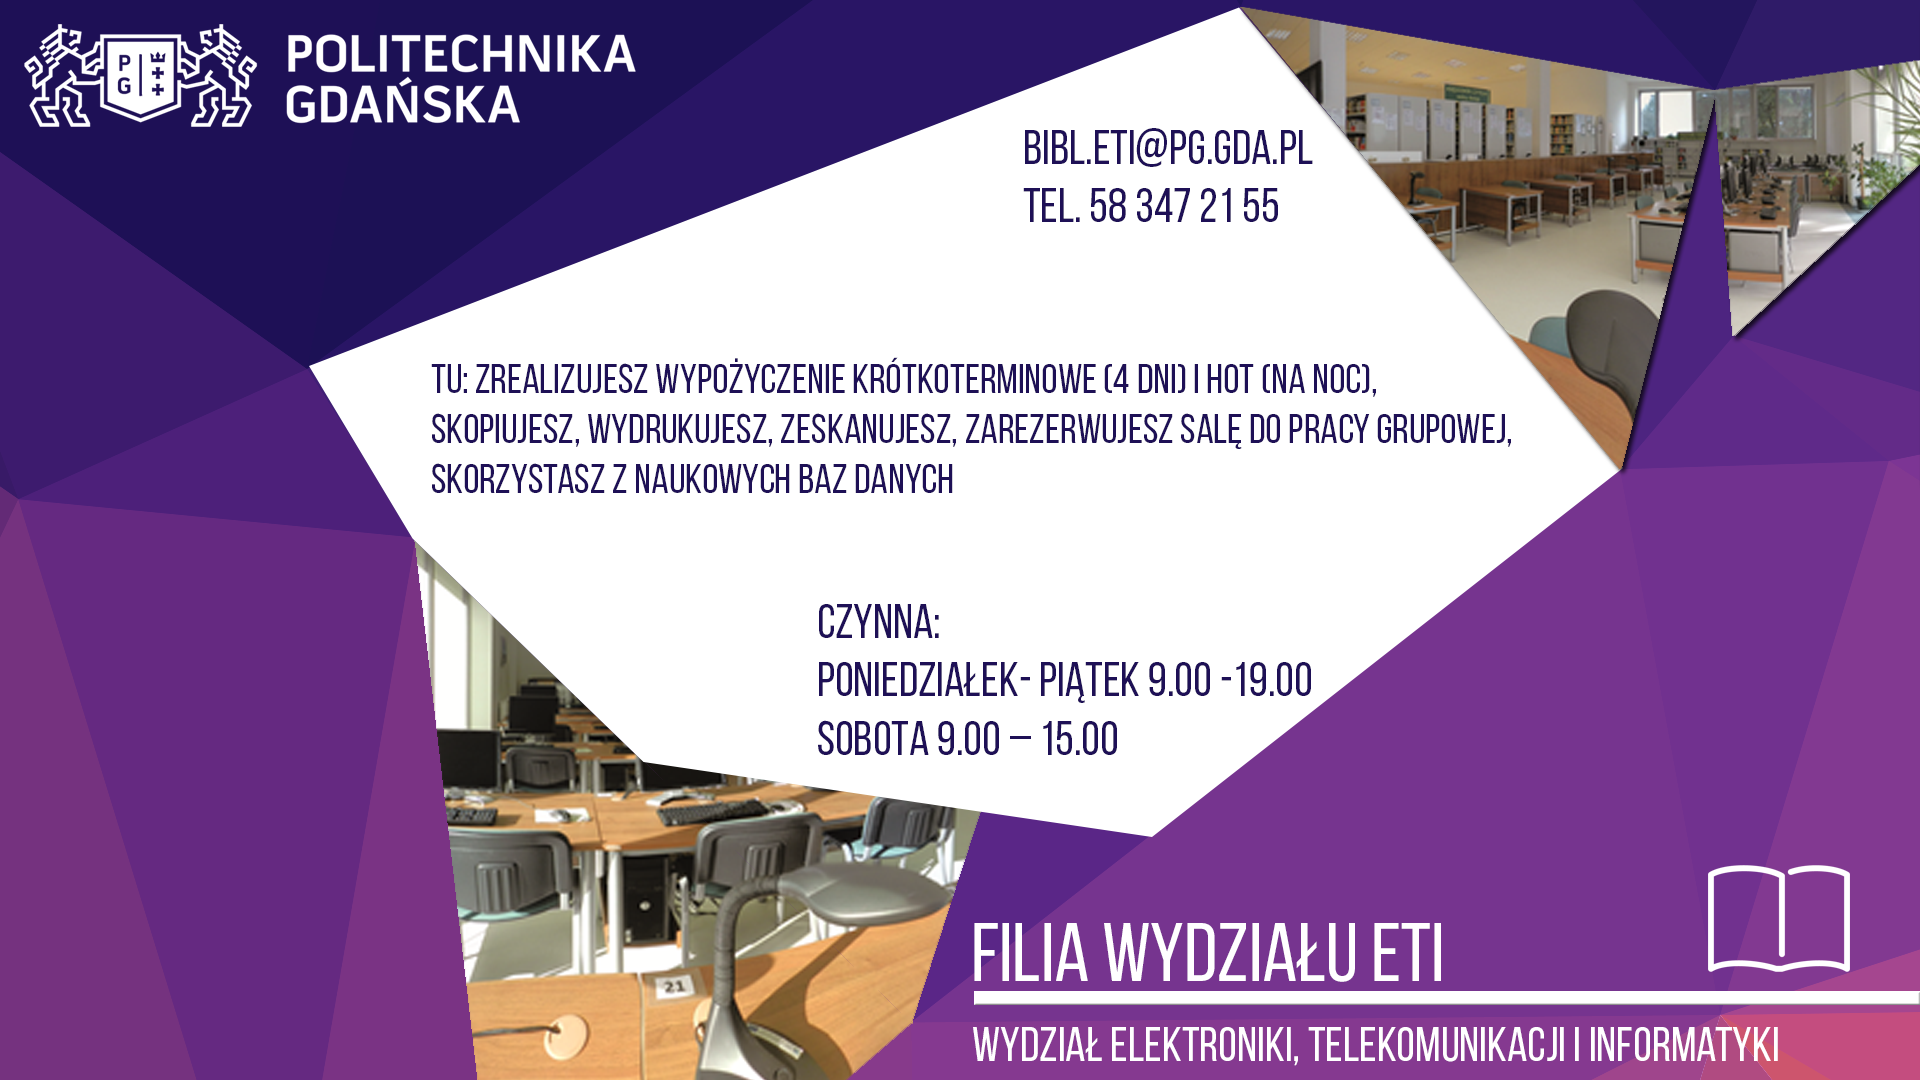 P G
POLITECHNIKA
GDAŃSKA
BIBL.ETI@PG.GDA.PL
TEL. 58 347 21 55
TU: ZREALIZUJESZ WYPOŻYCZENIE KRÓTKOTERMINOWE (4 DNI) I HOT (NA NOC),
SKOPIUJESZ, WYDRUKUJESZ, ZESKANUJESZ, ZAREZERWUJESZ SALĘ DO PRACY GRUPOWEJ,
SKORZYSTASZ Z NAUKOWYCH BAZ DANYCH
CZYNNA:
PONIEDZIAŁEK- PIĄTEK 9.00 -19.00
SOBOTA 9.00 – 15.00
21
FILIA WYDZIAŁU ETI
WYDZIAŁ ELEKTRONIKI, TELEKOMUNIKACJI I INFORMATYKI